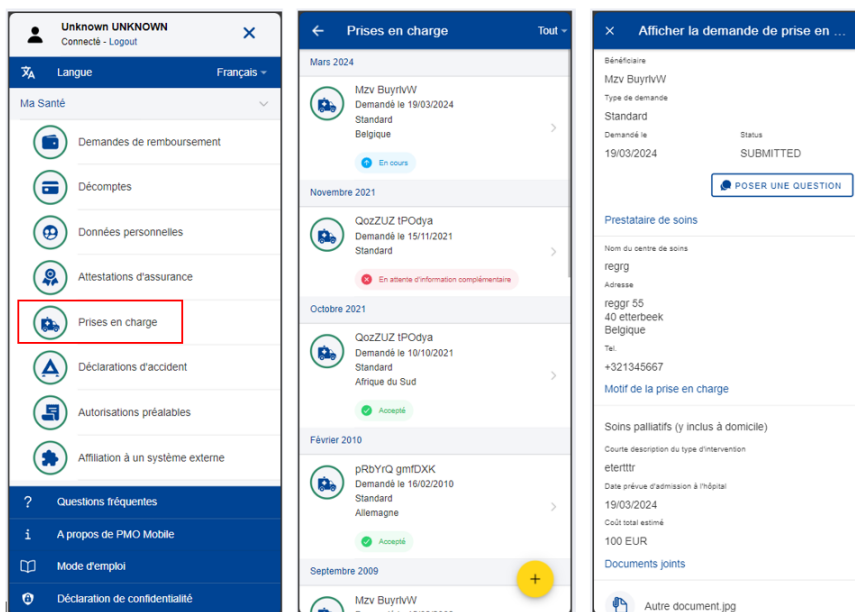 Unknown UNKNOWN
Connecté - Logout
Langue
Français
Ma Santé
Demandes de remboursement
Décomptes
Données personnelles
Attestations d'assurance
Prises en charge
Déclarations d'accident
Autorisations préalables
Affiliation à un système externe
Questions fréquentes
A propos de PMO Mobile
Mode d'emploi
Déclaration de confidentialité
Prises en charge
Tout
Mars 2024
Mzv BuyrlvW
Demandé le 19/03/2024
Standard
Belgique
En cours
Novembre 2021
QozZUZ tPOdya
Demandé le 15/11/2021
Standard
En attente d'information complémentaire
Octobre 2021
QozZUZ tPOdya
Demandé le 10/10/2021
Standard
Afrique du Sud
Accepté
Février 2010
pRbYrQ gmfDXK
Demandé le 16/02/2010
Standard
Allemagne
Accepté
Septembre 2009
+
Mzv BuyrlvW
Afficher la demande de prise en ...
Bénéficiaire
Mzv BuyrlvW
Type de demande
Standard
Demandé le
Status
19/03/2024
SUBMITTED
POSER UNE QUESTION
Prestataire de soins
Nom du centre de soins
regrg
Adresse
reggr 55
40 etterbeek
Belgique
Tel.
+321345667
Motif de la prise en charge
Soins palliatifs (y inclus à domicile)
Courte description du type d'intervention
etertttr
Date prévue d'admission à l'hôpital
19/03/2024
Coût total estimé
100 EUR
Documents joints
Autre document.jpg